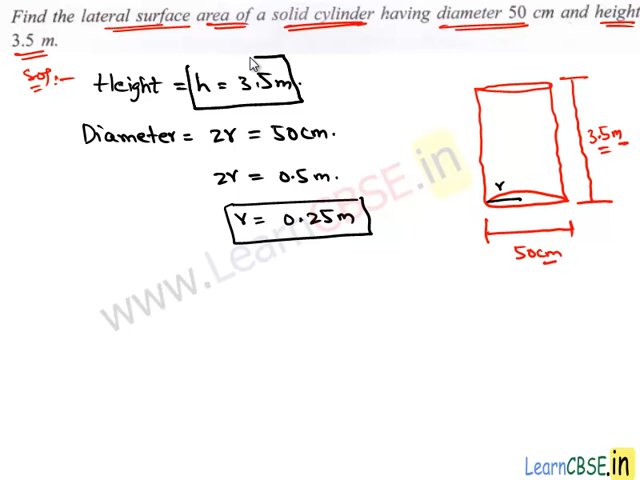 Find the lateral surface area of a solid cylinder having diameter 50 cm and height
3.5 m.
Sol:-
Height = h = 3.5m.
Diameter = 2r = 50cm.
2r = 0.5m.
r = 0.25m
r
3.5m
50cm
www.LearnCBSE.in
LearnCBSE.in